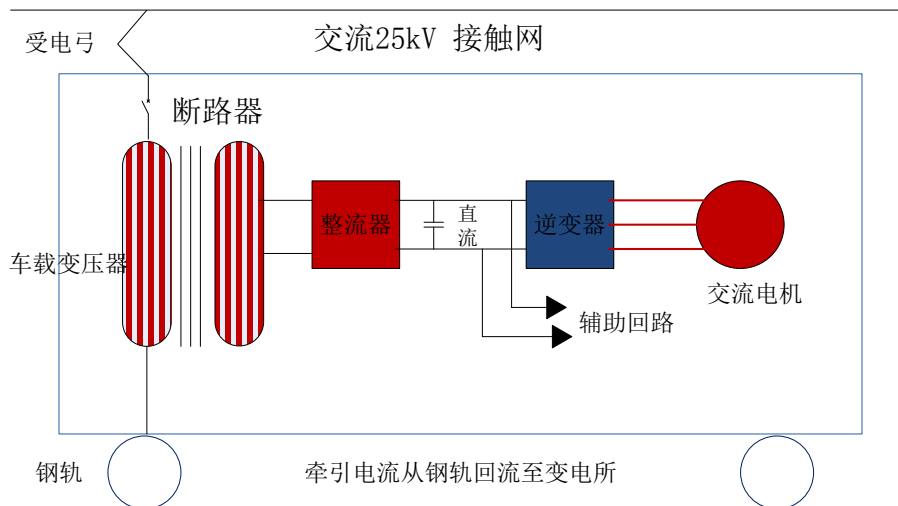 受电弓
交流25kV 接触网
断路器
整流器
直
流
逆变器
车载变压器
交流电机
辅助回路
钢轨
牵引电流从钢轨回流至变电所